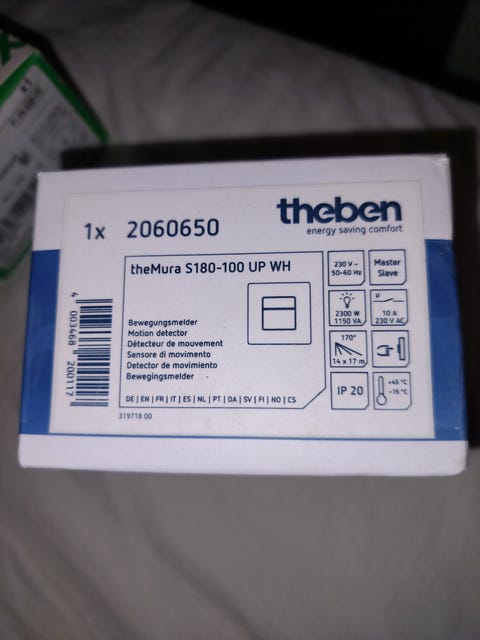 theben
energy saving comfort
1x 2060650
theMura S180-100 UP WH
Bewegungsmelder
Motion detector
Détecteur de mouvement
Sensore di movimento
Detector de movimiento
Bewegingsmelder
DE | EN | FR | IT | ES | NL | PT | DA | SV | FI | NO | CS
319718 00
4 003468 200117
230 V ~
50-60 Hz
Master
Slave
2300 W
1150 VA
µ
10 A
230 V AC
170°
14 x 17 m
IP 20
+45 °C
-15 °C